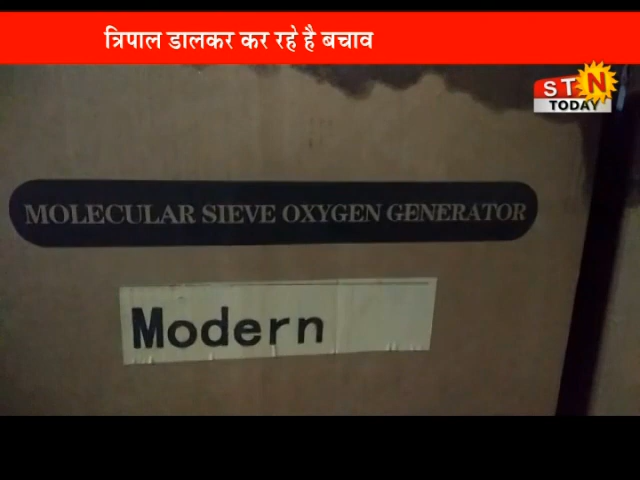 त्रिपाल डालकर कर रहे है बचाव
STN
TODAY
MOLECULAR SIEVE OXYGEN GENERATOR
Modern